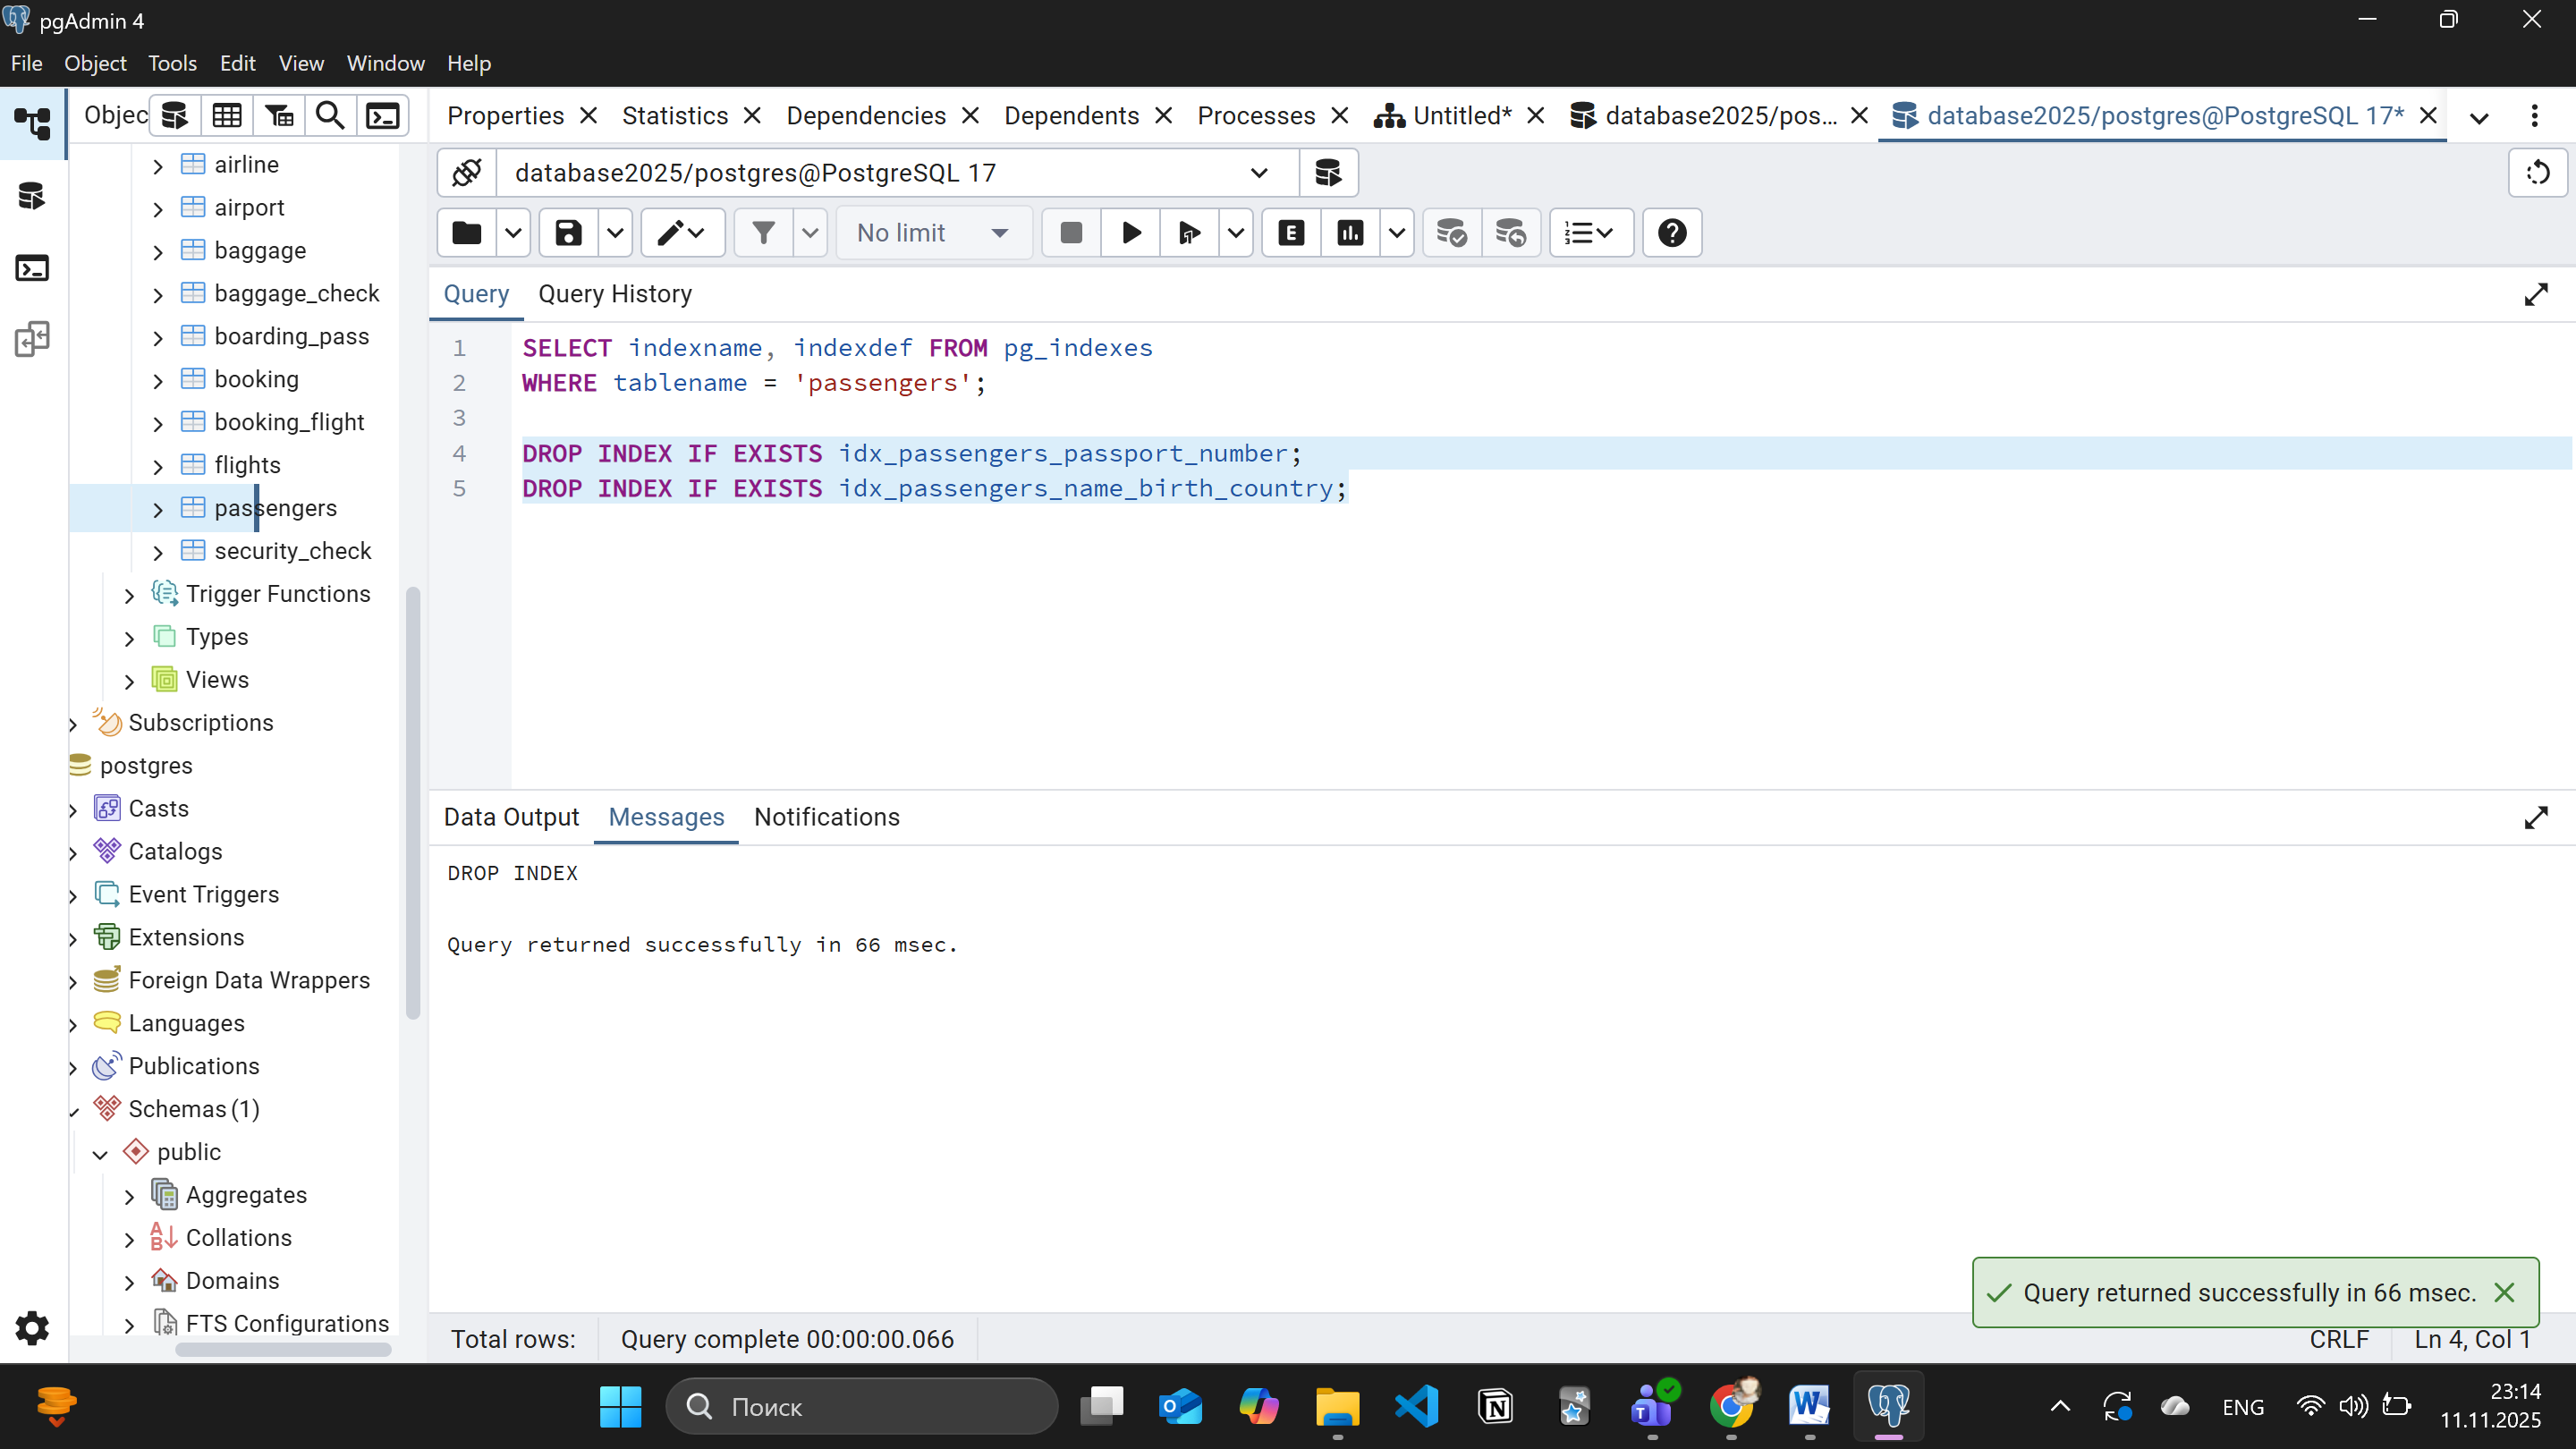 pgAdmin 4
File Object Tools Edit View Window Help
Objec
Properties Statistics Dependencies Dependents Processes Untitled* database2025/pos... database2025/postgres@PostgreSQL 17*
database2025/postgres@PostgreSQL 17
No limit
E
Query Query History
1 SELECT indexname, indexdef FROM pg_indexes
2 WHERE tablename = 'passengers';
3
4 DROP INDEX IF EXISTS idx_passengers_passport_number;
5 DROP INDEX IF EXISTS idx_passengers_name_birth_country;
airline
airport
baggage
baggage_check
boarding_pass
booking
booking_flight
flights
passengers
security_check
Trigger Functions
Types
Views
Subscriptions
postgres
Casts
Catalogs
Event Triggers
Extensions
Foreign Data Wrappers
Languages
Publications
Schemas (1)
public
Aggregates
Collations
Domains
FTS Configurations
Data Output Messages Notifications
DROP INDEX
Query returned successfully in 66 msec.
Query returned successfully in 66 msec.
Total rows: Query complete 00:00:00.066
CRLF Ln 4, Col 1
Поиск
ENG
23:14
11.11.2025